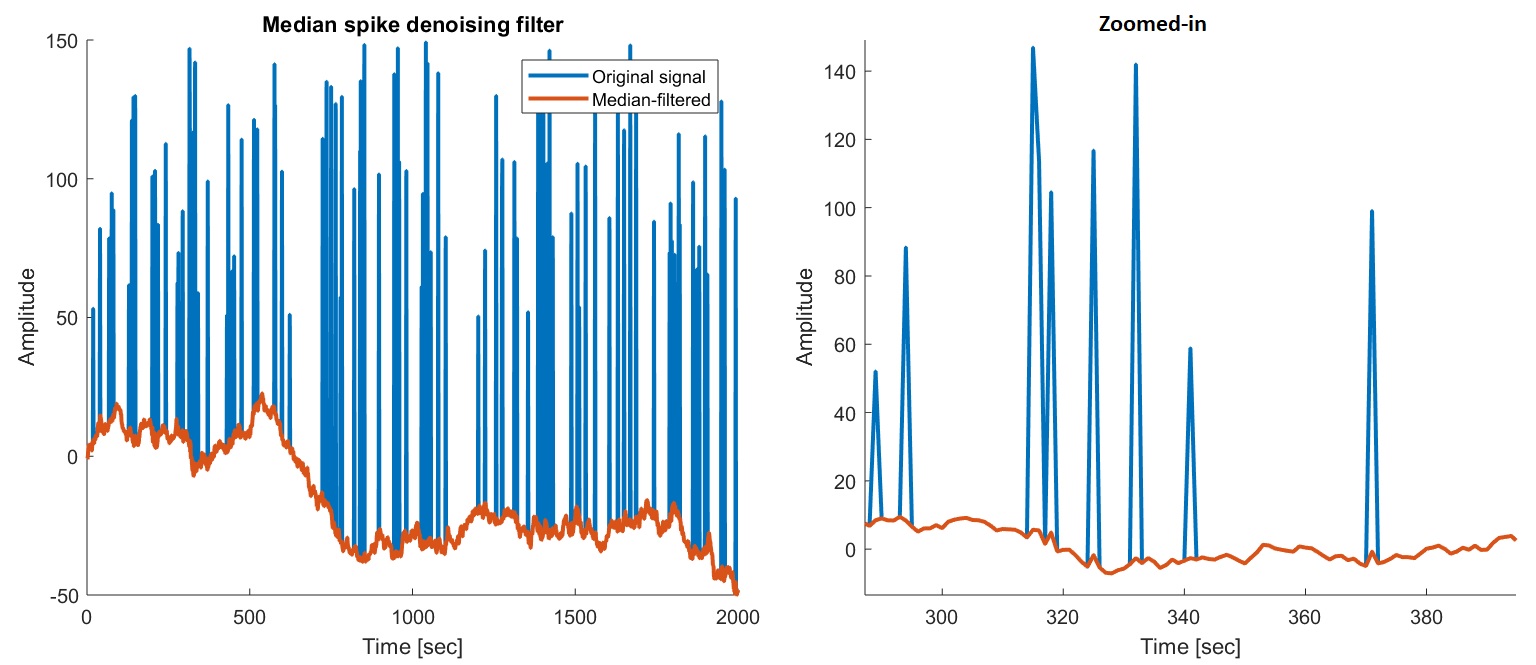 Median spike denoising filter
150
100
50
0
-50
Amplitude
0 500 1000 1500 2000
Time [sec]
Original signal
Median-filtered
Zoomed-in
140
120
100
80
60
40
20
0
Amplitude
300 320 340 360 380
Time [sec]